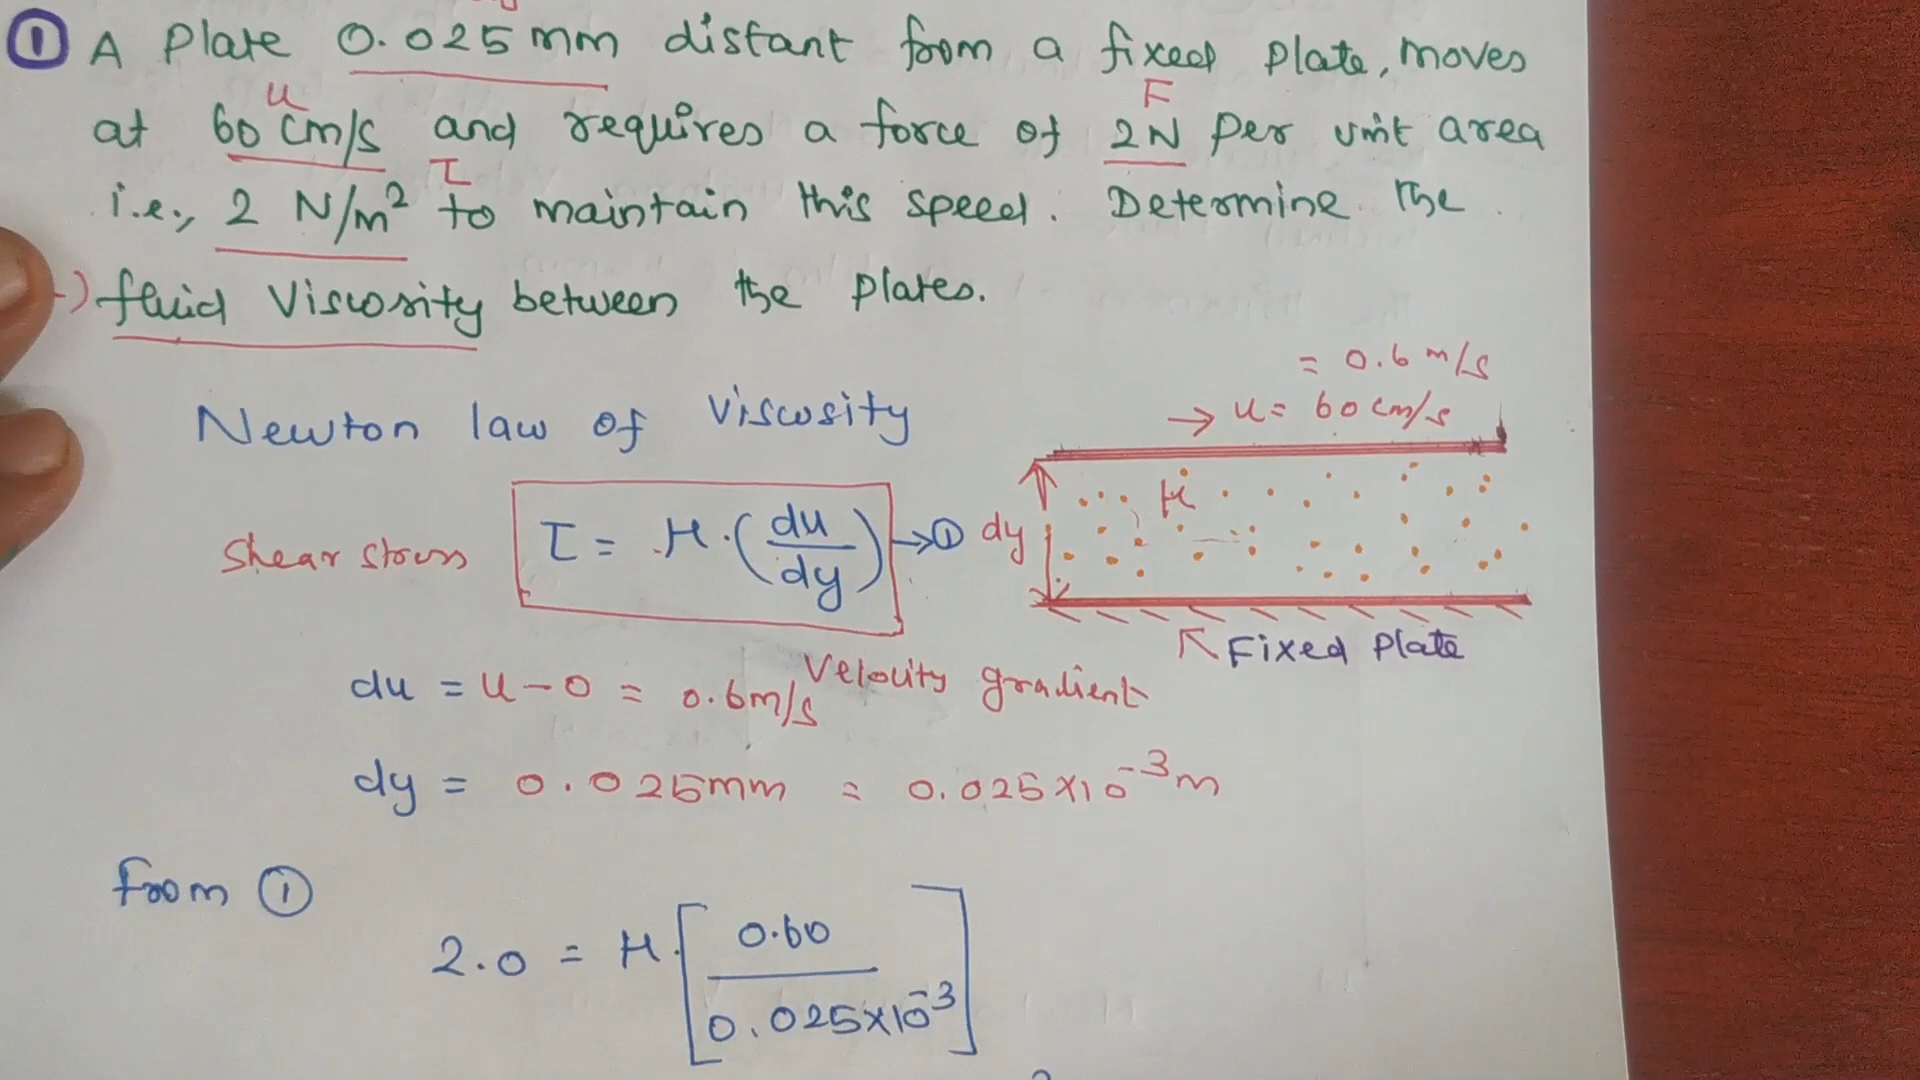 ① A Plate 0.025 mm distant from a fixed Plate, moves
u F
at 60 cm/s and requires a force of 2N Per unit area
τ
i.e., 2 N/m² to maintain this speed. Determine the
fluid Viscosity between the Plates.
= 0.6 m/s
→ u = 60 cm/s
Newton law of Viscosity
Shear stress τ = μ·(du/dy) → ①
dy μ
↖ Fixed Plate
du = u - 0 = 0.6 m/s
Velocity gradient
dy = 0.025mm = 0.025×10⁻³m
from ①
2.0 = μ·[0.60 / 0.025×10⁻³]